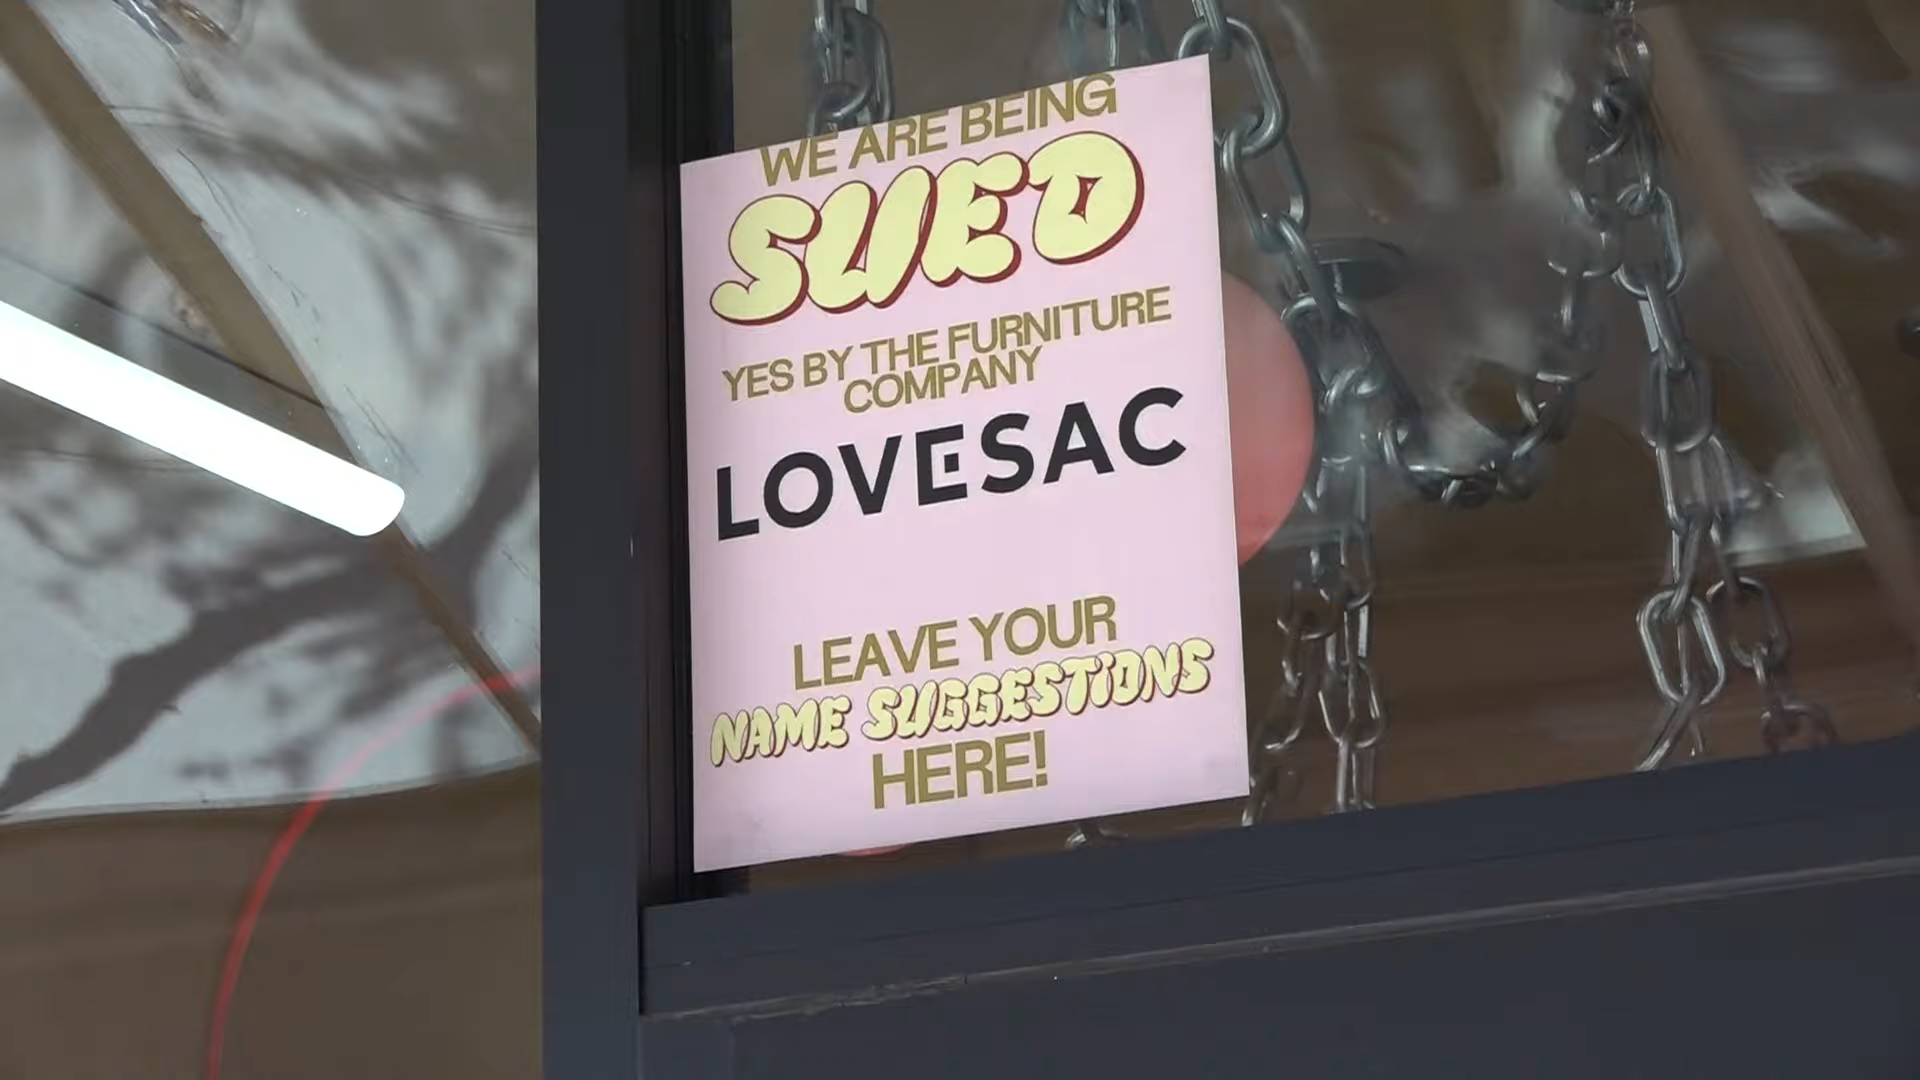 WE ARE BEING
SUED
YES BY THE FURNITURE
COMPANY
LOVESAC
LEAVE YOUR
NAME SUGGESTIONS
HERE!